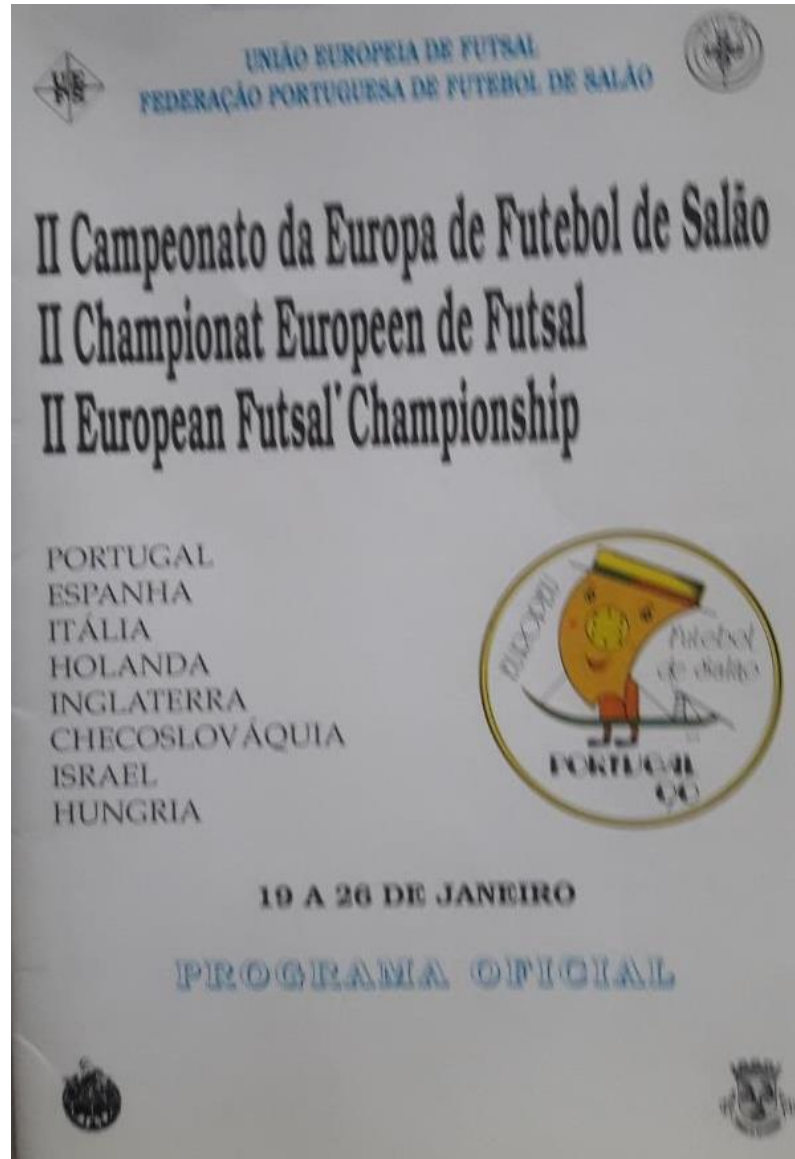 UNIÃO EUROPEIA DE FUTSAL
FEDERAÇÃO PORTUGUESA DE FUTEBOL DE SALÃO
II Campeonato da Europa de Futebol de Salão
II Championat Europeen de Futsal
II European Futsal' Championship
PORTUGAL
ESPANHA
ITÁLIA
HOLANDA
INGLATERRA
CHECOSLOVÁQUIA
ISRAEL
HUNGRIA
EUROPEU
Futebol
de salão
PORTUGAL
90
19 A 26 DE JANEIRO
PROGRAMA OFICIAL